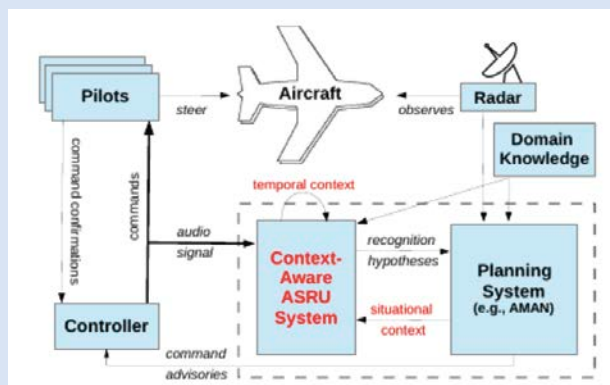 Pilots
steer
Aircraft
observes
Radar
Domain
Knowledge
command confirmations
commands
temporal context
audio
signal
Context-
Aware
ASRU
System
recognition
hypotheses
Planning
System
(e.g., AMAN)
situational
context
Controller
command
advisories